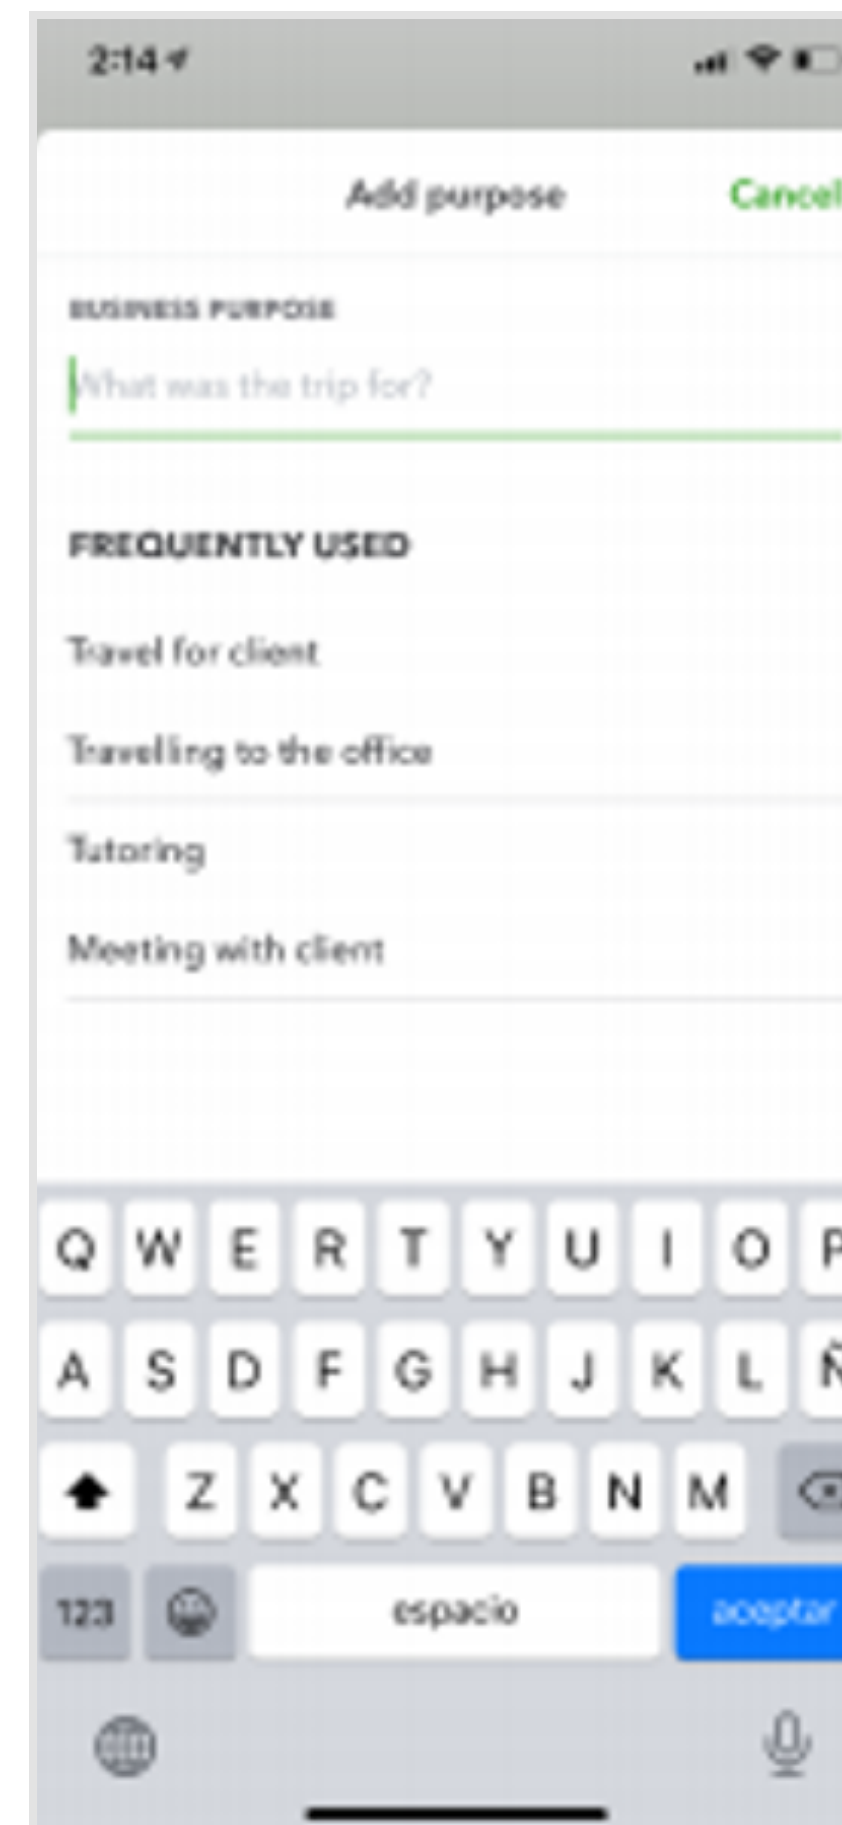 2:14
Add purpose
Cancel
BUSINESS PURPOSE
What was the trip for?
FREQUENTLY USED
Travel for client
Travelling to the office
Tutoring
Meeting with client
Q W E R T Y U I O P
A S D F G H J K L Ñ
Z X C V B N M
123 espacio aceptar